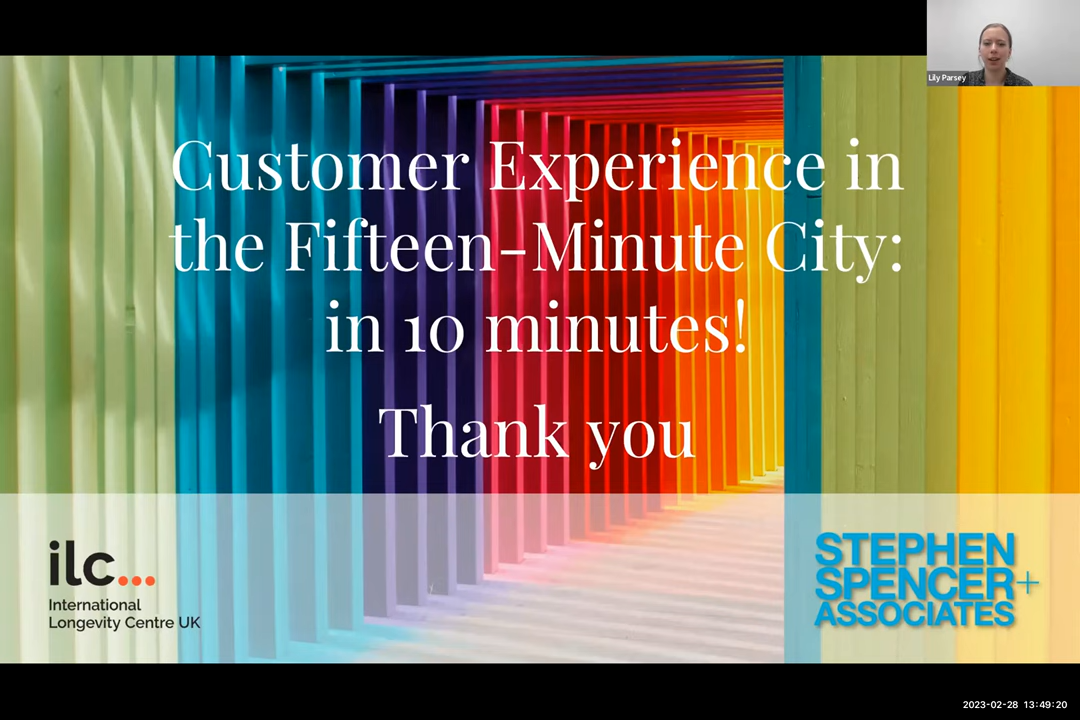 Lily Parsey
Customer Experience in
the Fifteen-Minute City:
in 10 minutes!
Thank you
ilc...
International
Longevity Centre UK
STEPHEN
SPENCER+
ASSOCIATES
2023-02-28 13:49:20